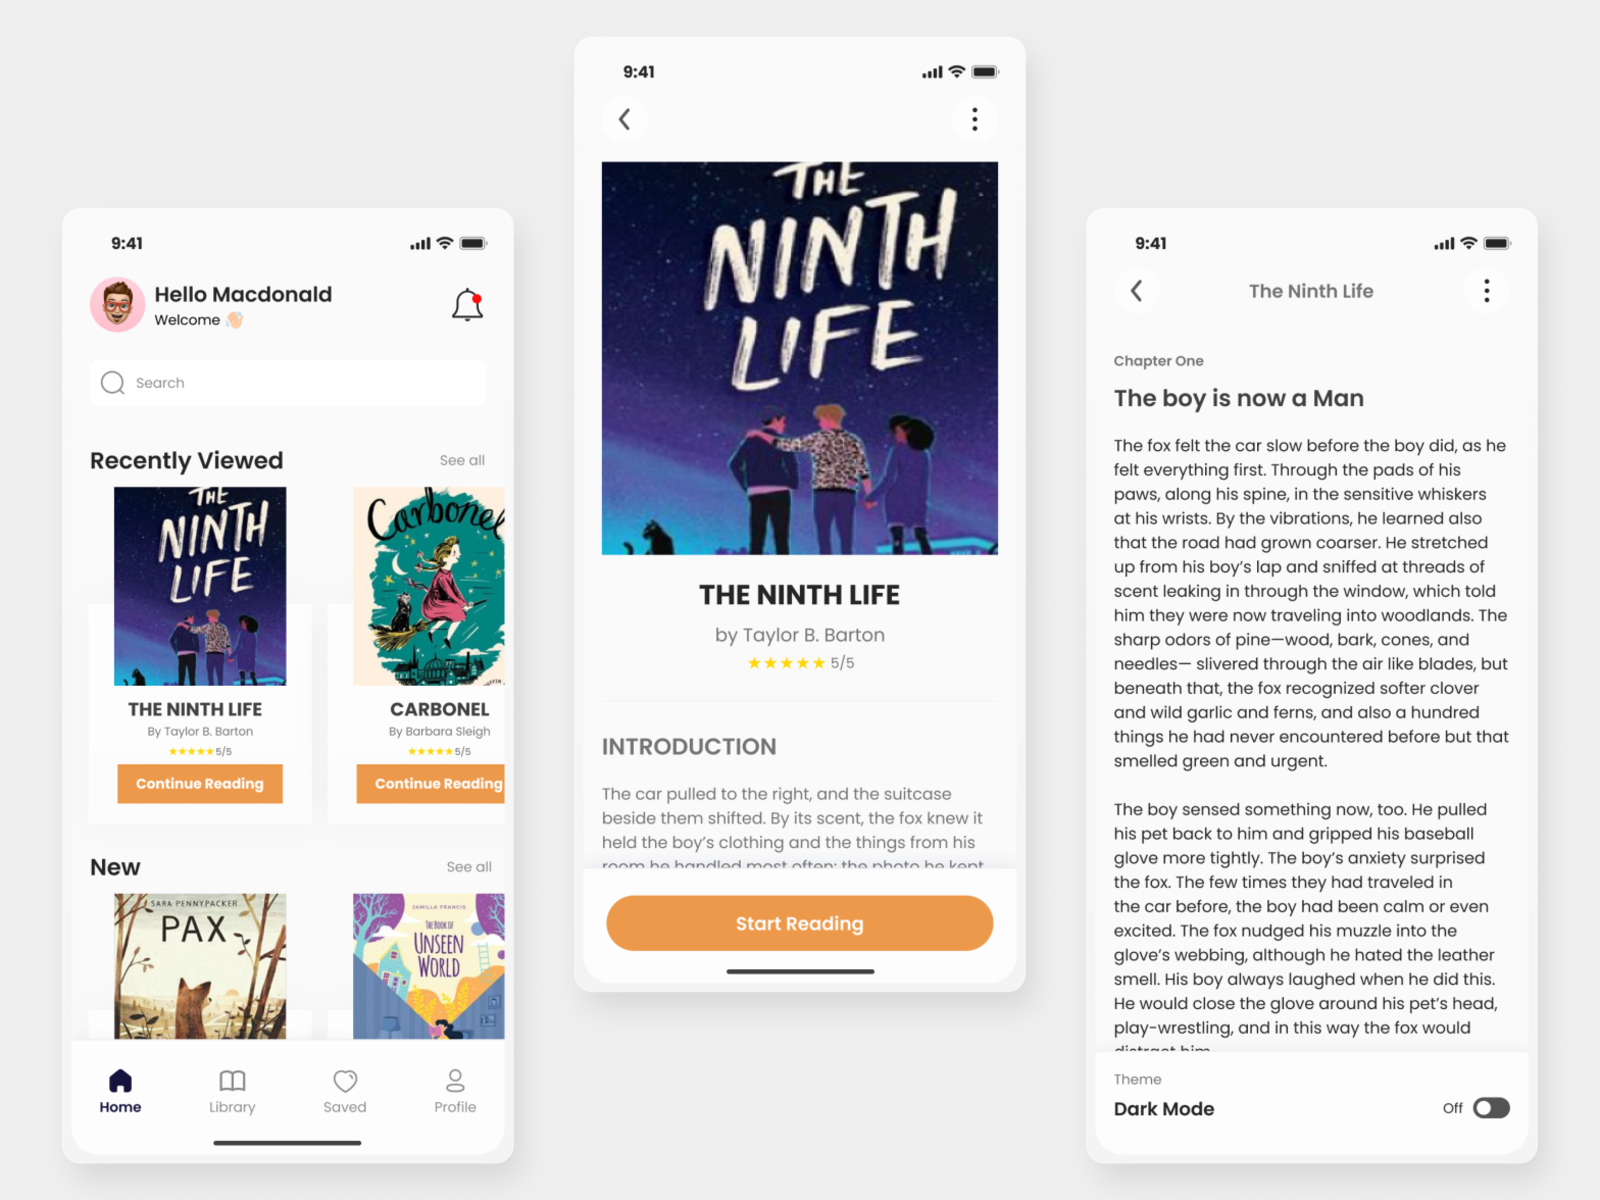 9:41
Hello Macdonald
Welcome
Search
Recently Viewed
See all
THE
NINTH
LIFE
Carbonel
THE NINTH LIFE
By Taylor B. Barton
★★★★★ 5/5
Continue Reading
CARBONEL
By Barbara Sleigh
★★★★★ 5/5
Continue Reading
New
See all
SARA PENNYPACKER
PAX
JAMILLA FRANCIS
THE BOOK OF
UNSEEN
WORLD
Home
Library
Saved
Profile
9:41
THE
NINTH
LIFE
THE NINTH LIFE
by Taylor B. Barton
★★★★★ 5/5
INTRODUCTION
The car pulled to the right, and the suitcase
beside them shifted. By its scent, the fox knew it
held the boy's clothing and the things from his
room he handled most often: the photo he kept
Start Reading
9:41
The Ninth Life
Chapter One
The boy is now a Man
The fox felt the car slow before the boy did, as he
felt everything first. Through the pads of his
paws, along his spine, in the sensitive whiskers
at his wrists. By the vibrations, he learned also
that the road had grown coarser. He stretched
up from his boy's lap and sniffed at threads of
scent leaking in through the window, which told
him they were now traveling into woodlands. The
sharp odors of pine—wood, bark, cones, and
needles— slivered through the air like blades, but
beneath that, the fox recognized softer clover
and wild garlic and ferns, and also a hundred
things he had never encountered before but that
smelled green and urgent.
The boy sensed something now, too. He pulled
his pet back to him and gripped his baseball
glove more tightly. The boy's anxiety surprised
the fox. The few times they had traveled in
the car before, the boy had been calm or even
excited. The fox nudged his muzzle into the
glove's webbing, although he hated the leather
smell. His boy always laughed when he did this.
He would close the glove around his pet's head,
play-wrestling, and in this way the fox would
distract him.
Theme
Dark Mode
Off